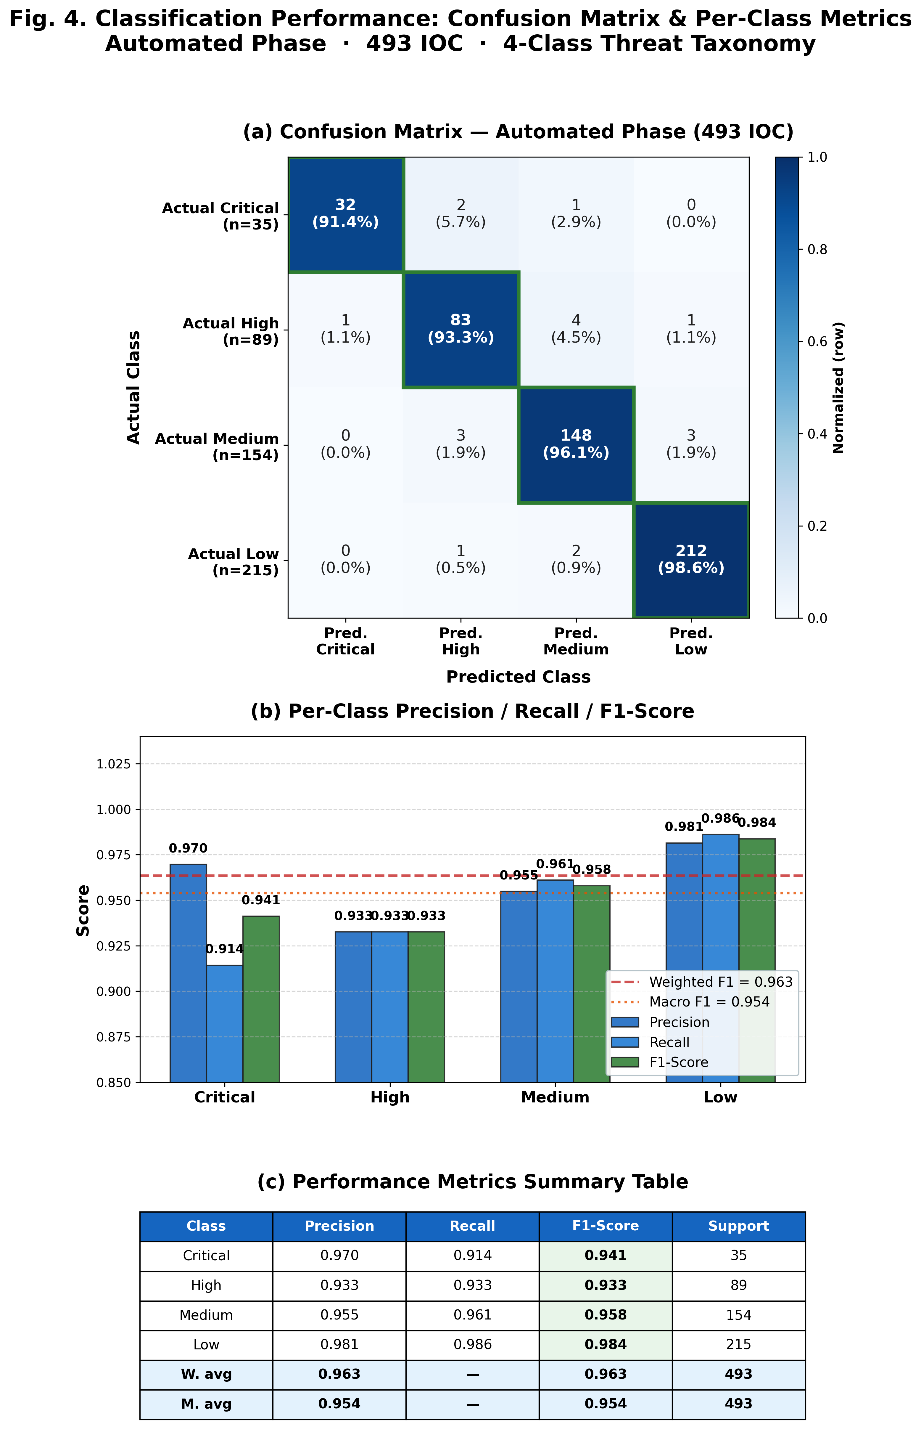 Fig. 4. Classification Performance: Confusion Matrix & Per-Class Metrics
Automated Phase · 493 IOC · 4-Class Threat Taxonomy
(a) Confusion Matrix — Automated Phase (493 IOC)
Actual Class
Actual Critical
(n=35)
32
(91.4%)
2
(5.7%)
1
(2.9%)
0
(0.0%)
Actual High
(n=89)
1
(1.1%)
83
(93.3%)
4
(4.5%)
1
(1.1%)
Actual Medium
(n=154)
0
(0.0%)
3
(1.9%)
148
(96.1%)
3
(1.9%)
Actual Low
(n=215)
0
(0.0%)
1
(0.5%)
2
(0.9%)
212
(98.6%)
Pred.
Critical
Pred.
High
Pred.
Medium
Pred.
Low
Predicted Class
1.0
0.8
0.6
0.4
0.2
0.0
Normalized (row)
(b) Per-Class Precision / Recall / F1-Score
Score
1.025
1.000
0.975
0.950
0.925
0.900
0.875
0.850
0.970
0.914
0.941
0.933
0.933
0.933
0.955
0.961
0.958
0.981
0.986
0.984
Weighted F1 = 0.963
Macro F1 = 0.954
Precision
Recall
F1-Score
Critical
High
Medium
Low
(c) Performance Metrics Summary Table
Class Precision Recall F1-Score Support
Critical 0.970 0.914 0.941 35
High 0.933 0.933 0.933 89
Medium 0.955 0.961 0.958 154
Low 0.981 0.986 0.984 215
W. avg 0.963 — 0.963 493
M. avg 0.954 — 0.954 493